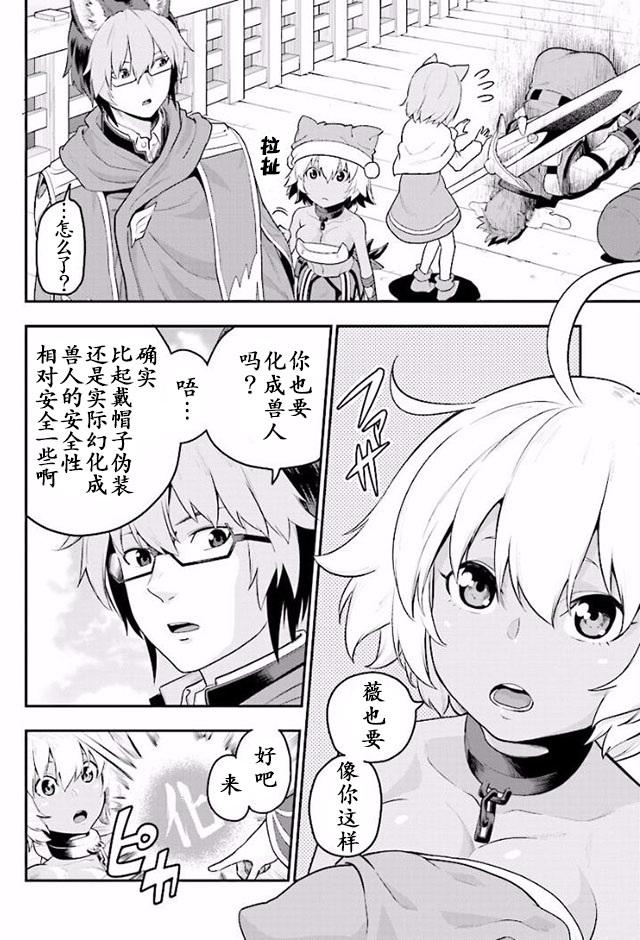 拉扯
…怎么了？
薇也要
像你这样
你也要
化成兽人
吗？
唔…
确实
比起戴帽子伪装
还是实际幻化成
兽人的安全性
相对安全一些啊
好吧
来
化
ピカ